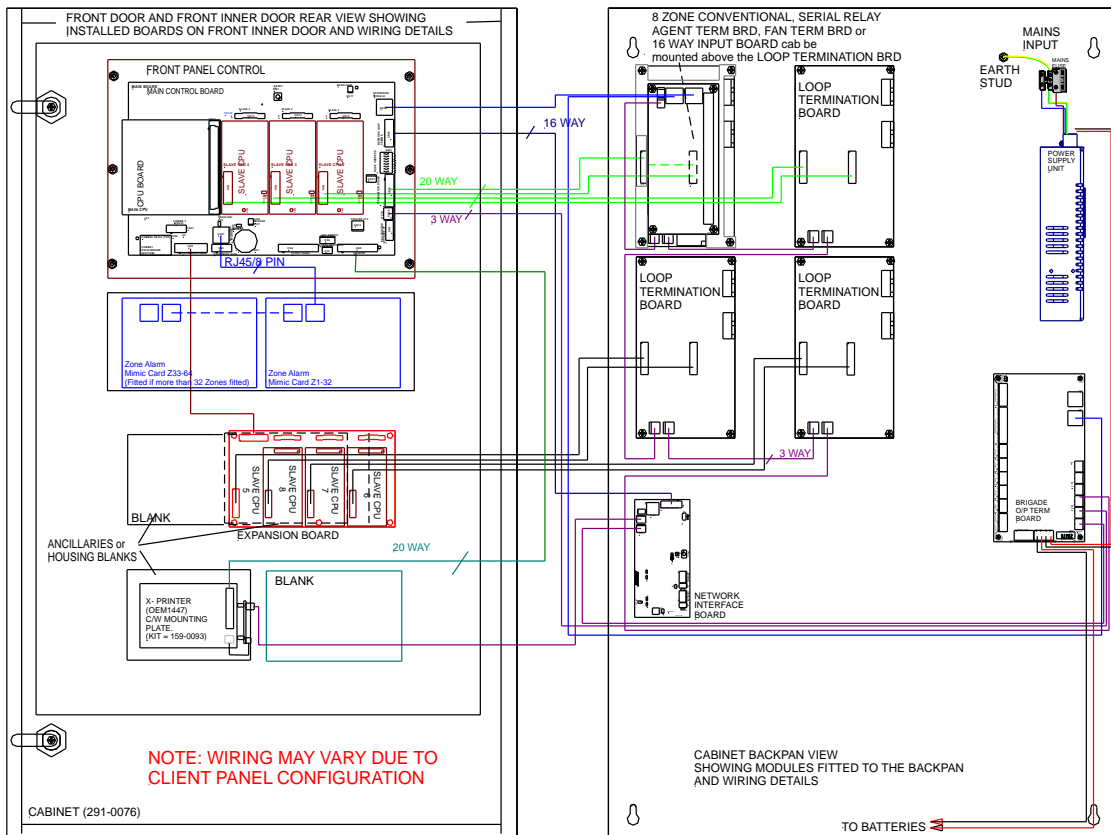 FRONT DOOR AND FRONT INNER DOOR REAR VIEW SHOWING
INSTALLED BOARDS ON FRONT INNER DOOR AND WIRING DETAILS
FRONT PANEL CONTROL
MAIN BOARD
MAIN CONTROL BOARD
CPU BOARD
MAIN CPU
SLAVE CPU
SLAVE CPU
SLAVE CPU
16 WAY
20 WAY
3 WAY
RJ45/8 PIN
Zone Alarm
Mimic Card Z33-64
(Fitted if more than 32 Zones fitted)
Zone Alarm
Mimic Card Z1-32
SLAVE CPU
5
SLAVE CPU
8
SLAVE CPU
7
SLAVE CPU
6
BLANK
EXPANSION BOARD
ANCILLARIES or
HOUSING BLANKS
20 WAY
X- PRINTER
(OEM1447)
C/W MOUNTING
PLATE.
(KIT = 159-0093)
BLANK
NOTE: WIRING MAY VARY DUE TO
CLIENT PANEL CONFIGURATION
CABINET (291-0076)
8 ZONE CONVENTIONAL, SERIAL RELAY
AGENT TERM BRD, FAN TERM BRD or
16 WAY INPUT BOARD cab be
mounted above the LOOP TERMINATION BRD
MAINS
INPUT
EARTH
STUD
MAINS
FUSE
LOOP
TERMINATION
BOARD
POWER
SUPPLY
UNIT
LOOP
TERMINATION
BOARD
LOOP
TERMINATION
BOARD
3 WAY
BRIGADE
O/P TERM
BOARD
NETWORK
INTERFACE
BOARD
CABINET BACKPAN VIEW
SHOWING MODULES FITTED TO THE BACKPAN
AND WIRING DETAILS
TO BATTERIES